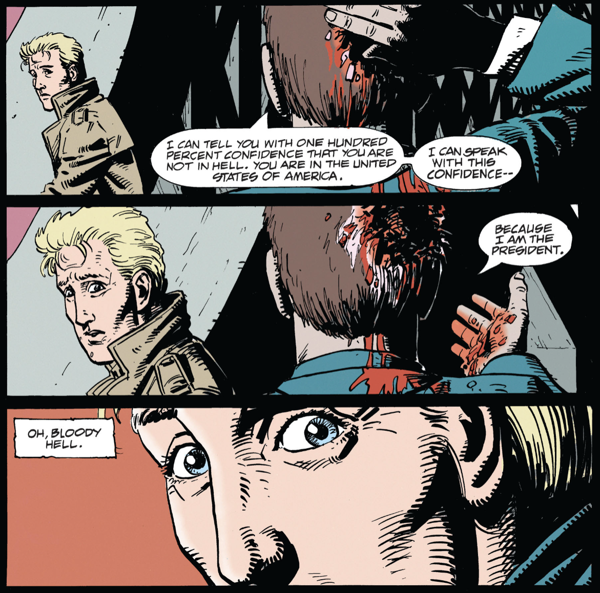 I CAN TELL YOU WITH ONE HUNDRED
PERCENT CONFIDENCE THAT YOU ARE
NOT IN HELL. YOU ARE IN THE UNITED
STATES OF AMERICA.
I CAN SPEAK
WITH THIS
CONFIDENCE--
BECAUSE
I AM THE
PRESIDENT.
OH, BLOODY
HELL.